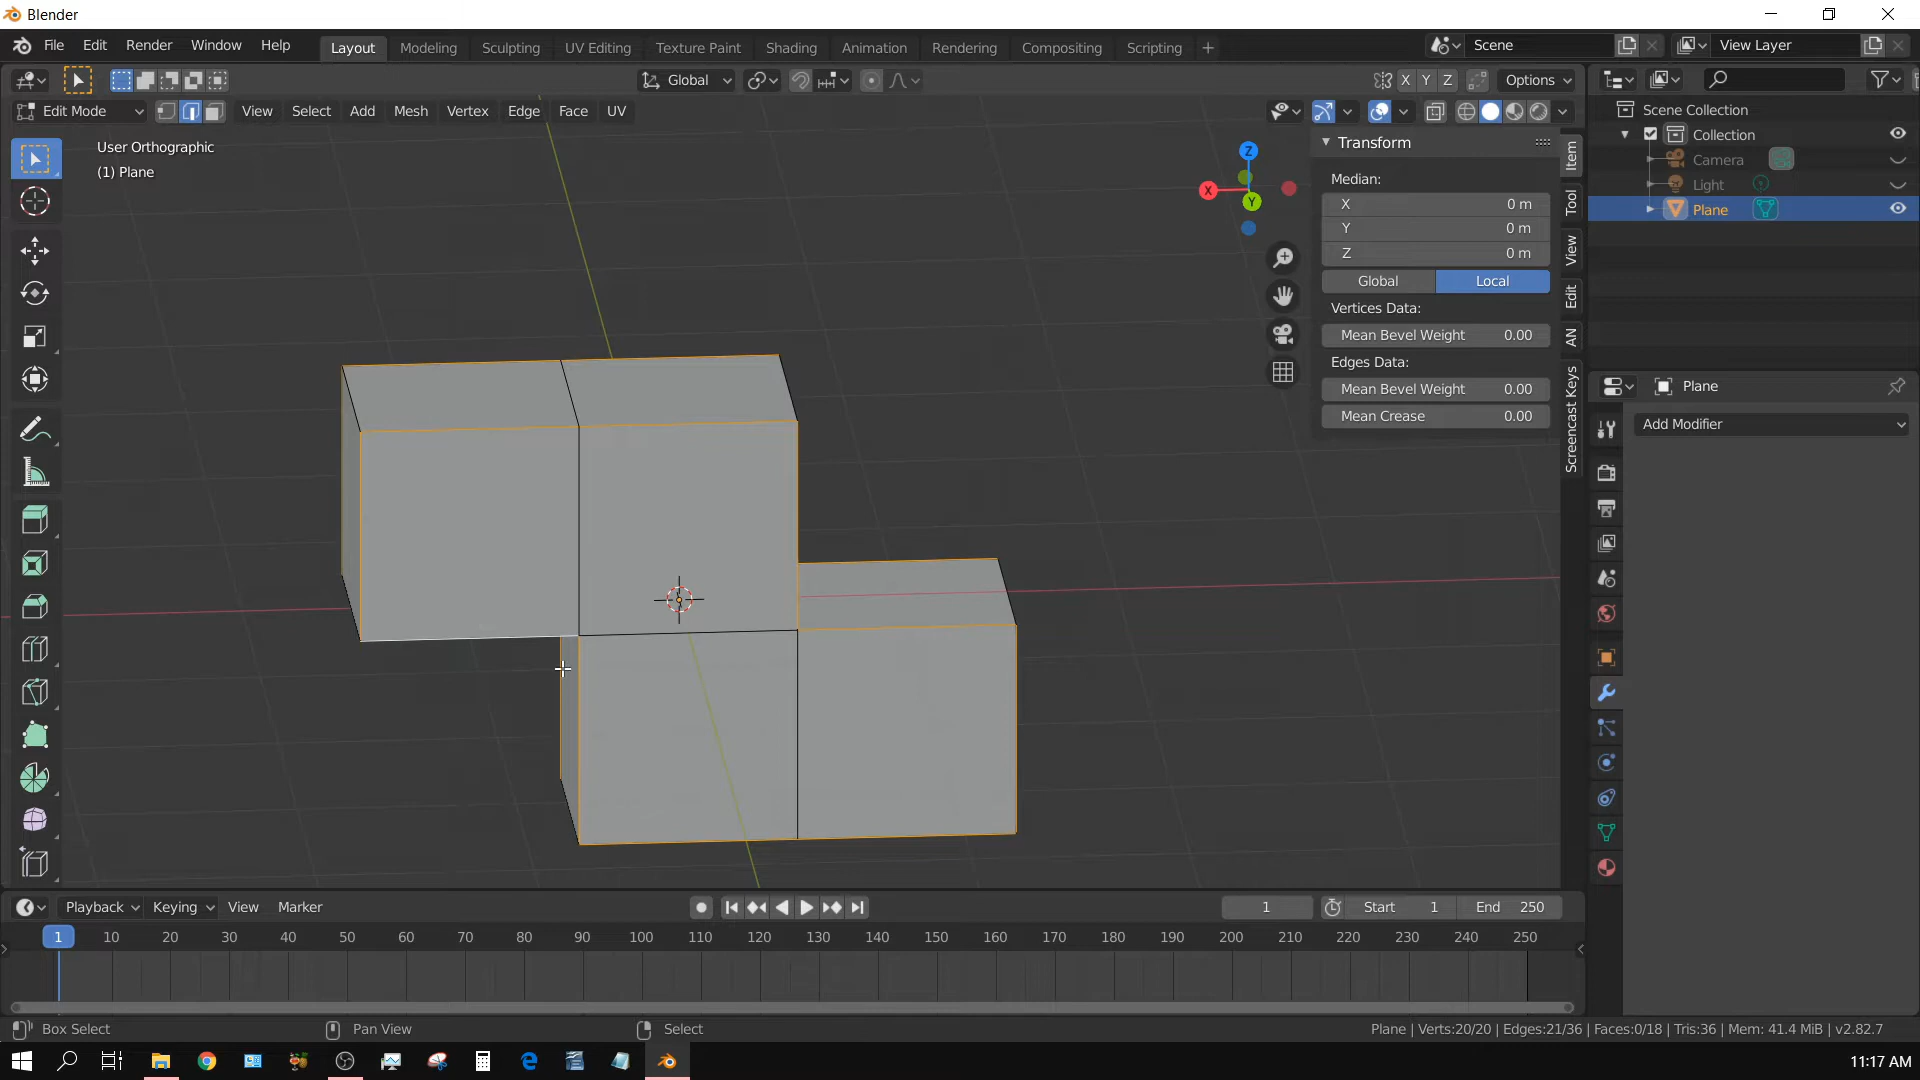 Blender
File Edit Render Window Help
Layout Modeling Sculpting UV Editing Texture Paint Shading Animation Rendering Compositing Scripting +
Scene
View Layer
Global
X Y Z
Options
Edit Mode
View Select Add Mesh Vertex Edge Face UV
User Orthographic
(1) Plane
Z
X
Y
Transform
Median:
X 0 m
Y 0 m
Z 0 m
Global Local
Vertices Data:
Mean Bevel Weight 0.00
Edges Data:
Mean Bevel Weight 0.00
Mean Crease 0.00
Item
Tool
View
Edit
AN
Screencast Keys
Scene Collection
Collection
Camera
Light
Plane
Plane
Add Modifier
Playback Keying View Marker
1
Start 1
End 250
1 10 20 30 40 50 60 70 80 90 100 110 120 130 140 150 160 170 180 190 200 210 220 230 240 250
Box Select
Pan View
Select
Plane | Verts:20/20 | Edges:21/36 | Faces:0/18 | Tris:36 | Mem: 41.4 MiB | v2.82.7
11:17 AM